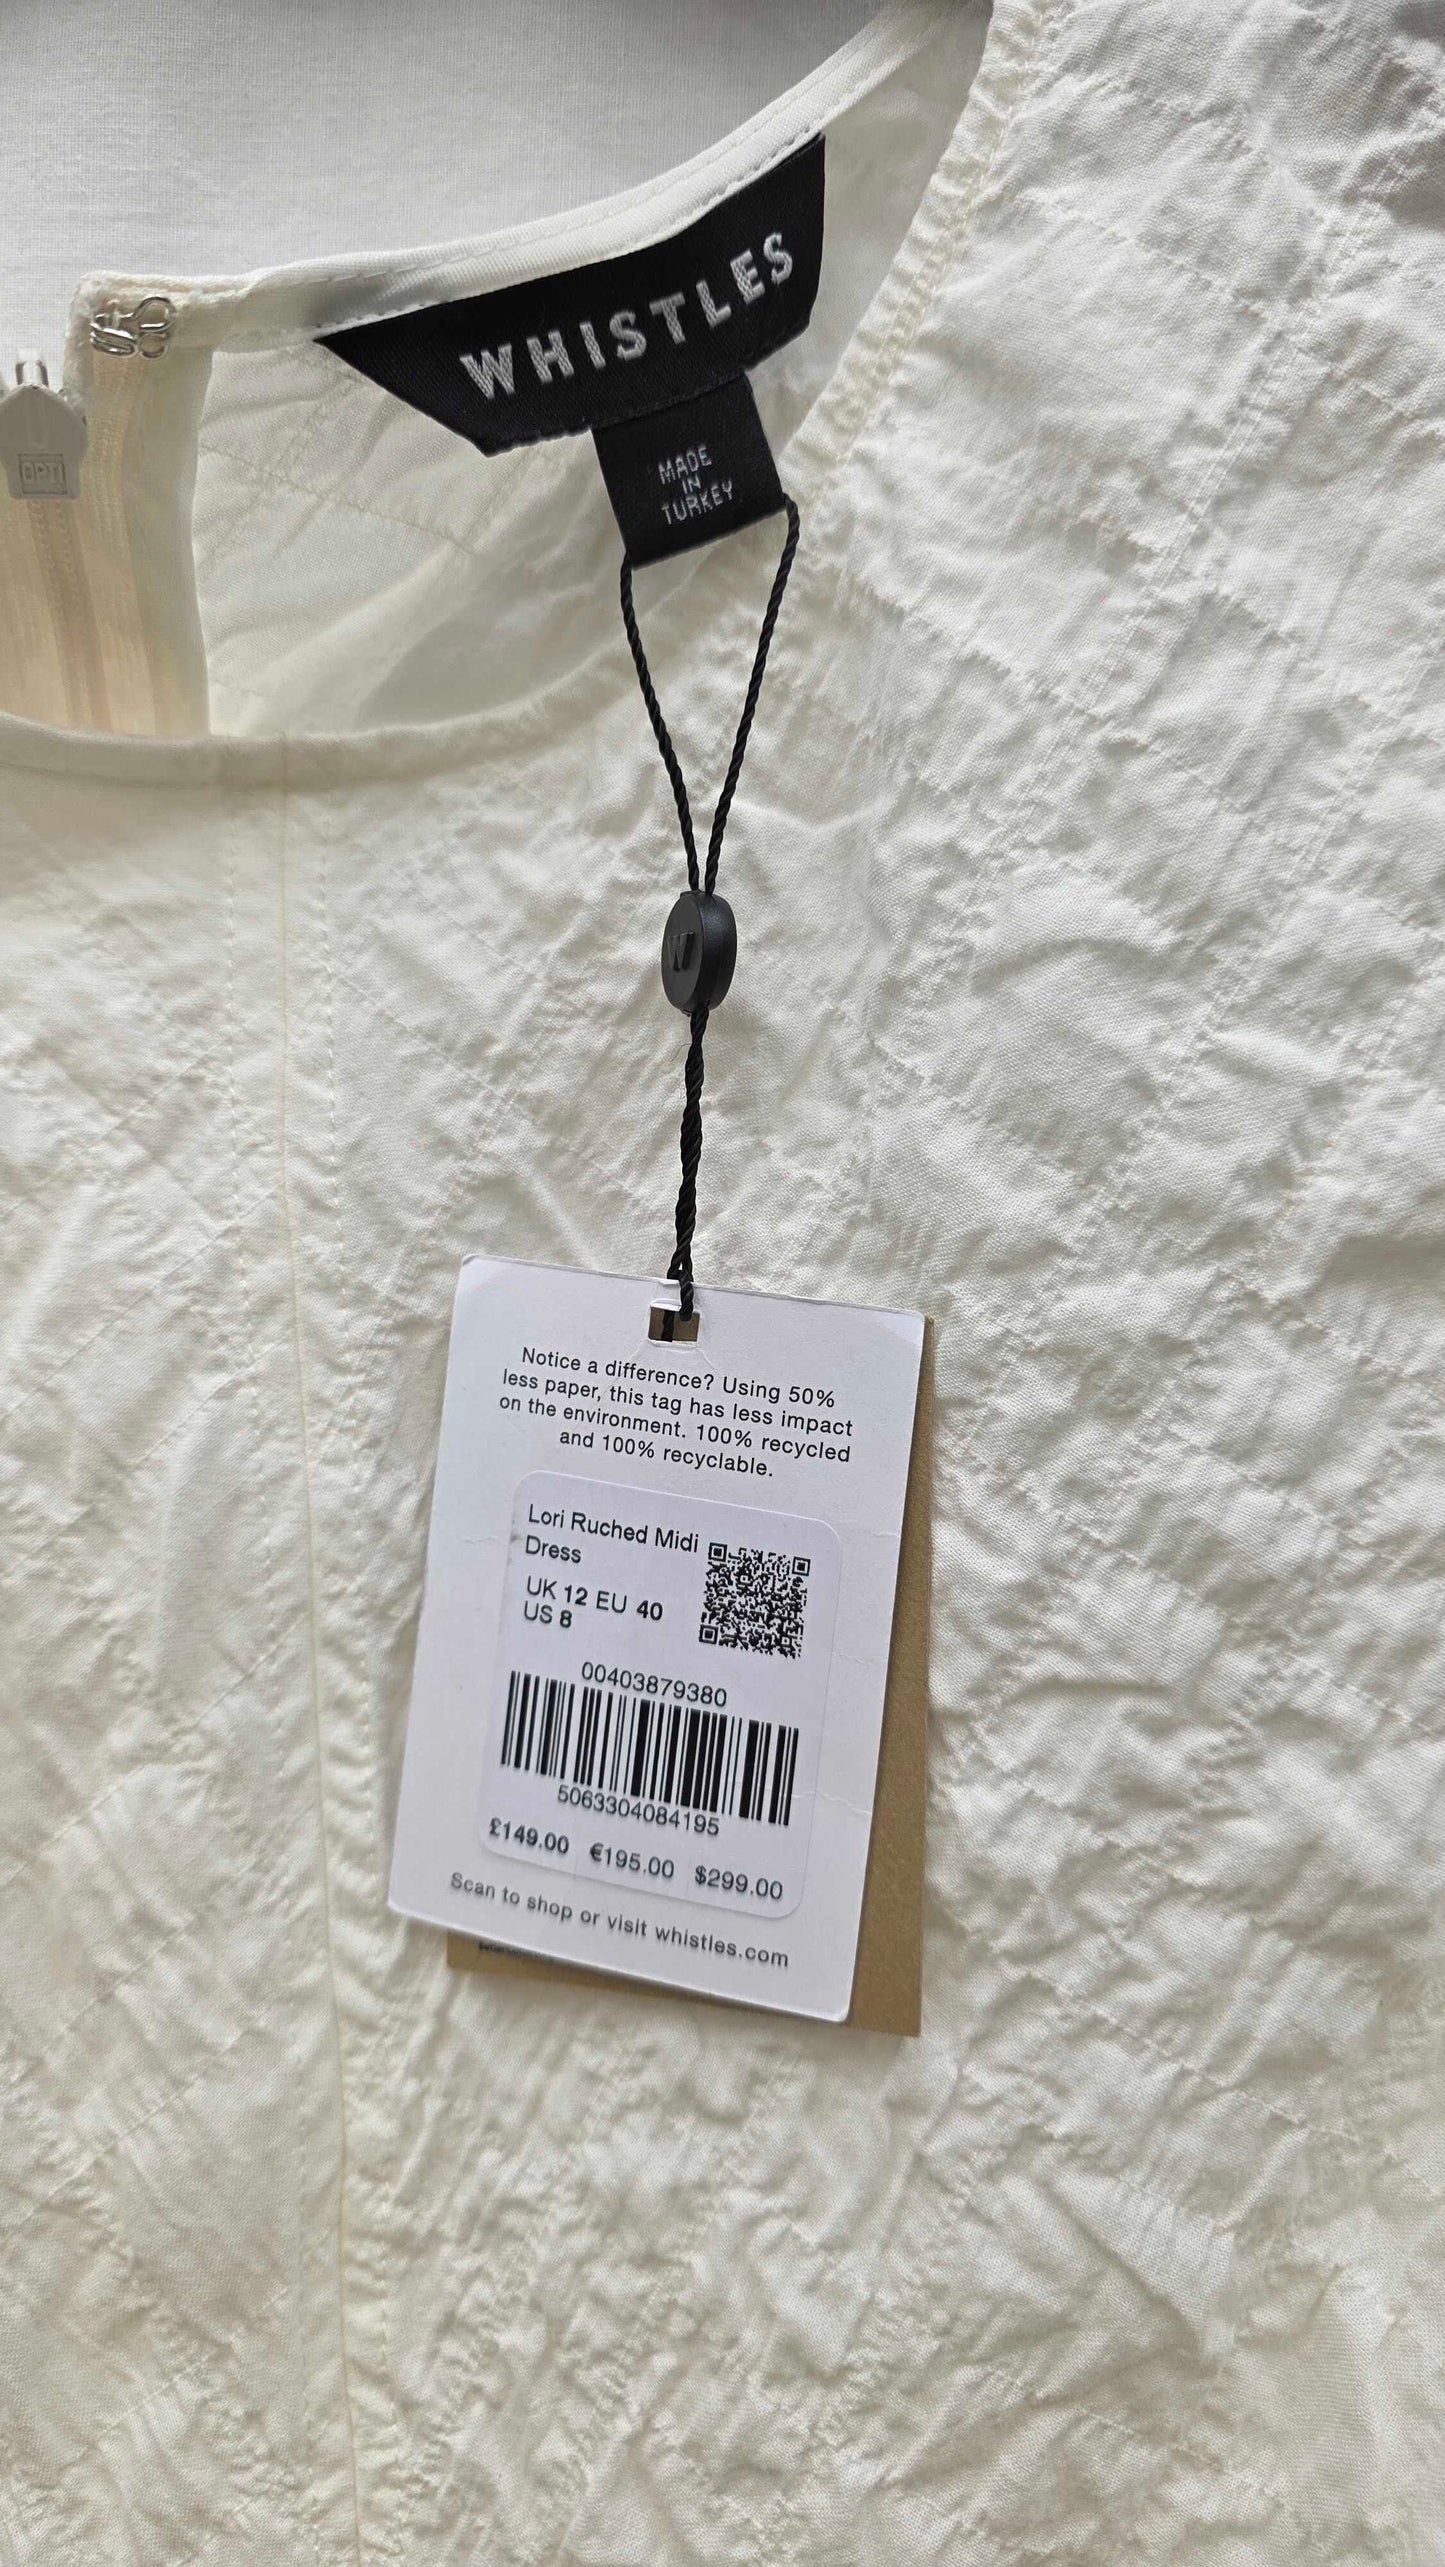 WHISTLES
MADE
IN
TURKEY
OPTI
W
Notice a difference? Using 50%
less paper, this tag has less impact
on the environment. 100% recycled
and 100% recyclable.
Lori Ruched Midi
Dress
UK 12 EU 40
US 8
00403879380
5063304084195
£149.00 €195.00 $299.00
Scan to shop or visit whistles.com